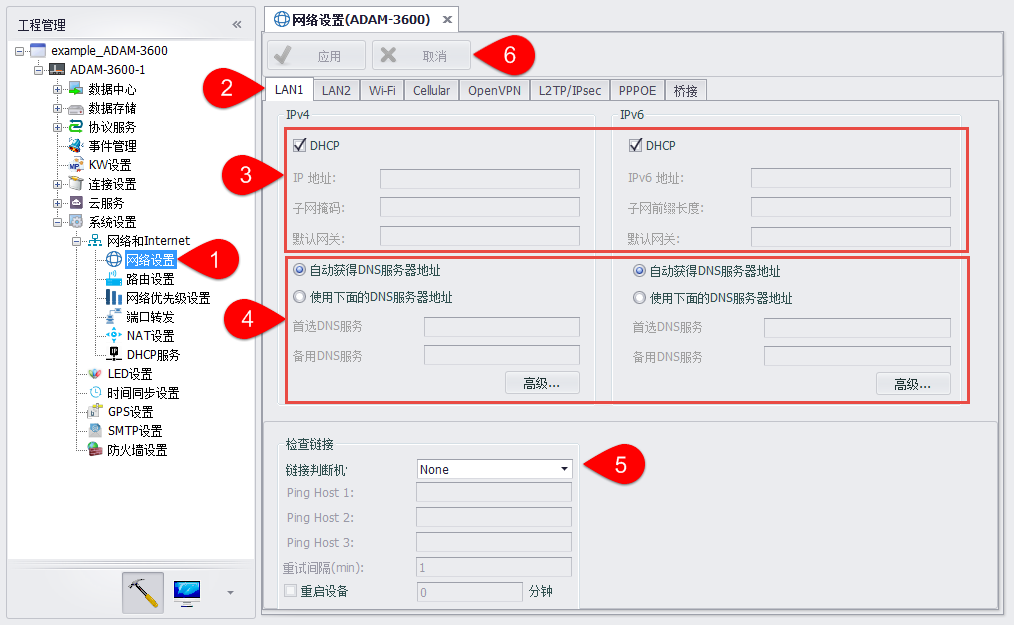 工程管理
example_ADAM-3600
ADAM-3600-1
数据中心
数据存储
协议服务
事件管理
KW设置
连接设置
云服务
系统设置
网络和Internet
网络设置
1
路由设置
网络优先级设置
端口转发
NAT设置
DHCP服务
LED设置
时间同步设置
GPS设置
SMTP设置
防火墙设置
网络设置(ADAM-3600)
应用
取消
6
2
LAN1
LAN2
Wi-Fi
Cellular
OpenVPN
L2TP/IPsec
PPPOE
桥接
IPv4
IPv6
3
DHCP
DHCP
IP 地址:
IPv6 地址:
子网掩码:
子网前缀长度:
默认网关:
默认网关:
4
自动获得DNS服务器地址
自动获得DNS服务器地址
使用下面的DNS服务器地址
使用下面的DNS服务器地址
首选DNS服务
首选DNS服务
备用DNS服务
备用DNS服务
高级...
高级...
检查链接
链接判断机
None
5
Ping Host 1:
Ping Host 2:
Ping Host 3:
重试间隔(min):
1
重启设备
0
分钟